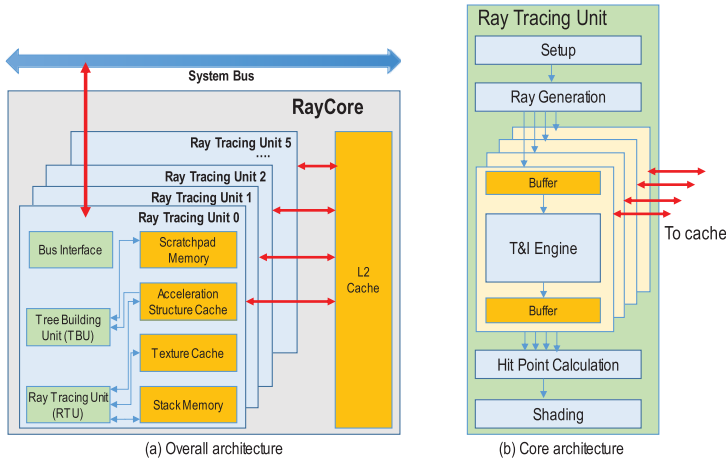 System Bus
RayCore
Ray Tracing Unit 5
....
Ray Tracing Unit 2
Ray Tracing Unit 1
Ray Tracing Unit 0
Bus Interface
Scratchpad
Memory
Acceleration
Structure Cache
Tree Building
Unit (TBU)
Texture Cache
Ray Tracing Unit
(RTU)
Stack Memory
L2
Cache
(a) Overall architecture
Ray Tracing Unit
Setup
Ray Generation
Buffer
T&I Engine
Buffer
To cache
Hit Point Calculation
Shading
(b) Core architecture